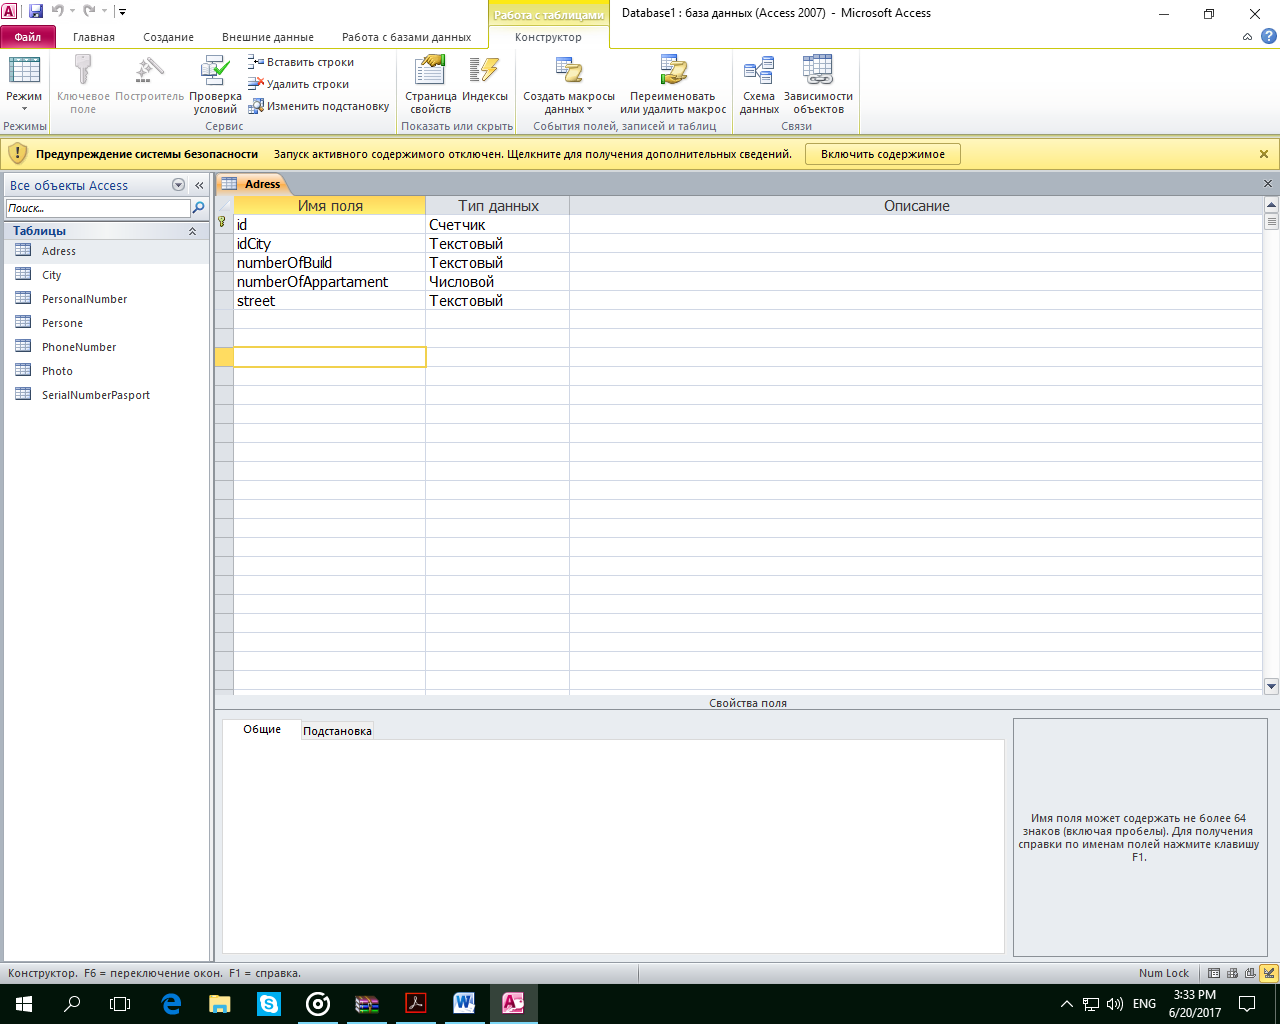 Работа с таблицами
Database1 : база данных (Access 2007) - Microsoft Access
Файл
Главная
Создание
Внешние данные
Работа с базами данных
Конструктор
Режим
Ключевое поле
Построитель
Проверка условий
Вставить строки
Удалить строки
Изменить подстановку
Страница свойств
Индексы
Создать макросы данных
Переименовать или удалить макрос
Схема данных
Зависимости объектов
Режимы
Сервис
Показать или скрыть
События полей, записей и таблиц
Связи
Предупреждение системы безопасности
Запуск активного содержимого отключен. Щелкните для получения дополнительных сведений.
Включить содержимое
Все объекты Access
Поиск...
Таблицы
Adress
City
PersonalNumber
Persone
PhoneNumber
Photo
SerialNumberPasport
Adress
Имя поля
Тип данных
Описание
id
Счетчик
idCity
Текстовый
numberOfBuild
Текстовый
numberOfAppartament
Числовой
street
Текстовый
Свойства поля
Общие
Подстановка
Имя поля может содержать не более 64
знаков (включая пробелы). Для получения
справки по именам полей нажмите клавишу
F1.
Конструктор. F6 = переключение окон. F1 = справка.
Num Lock
ENG
3:33 PM
6/20/2017